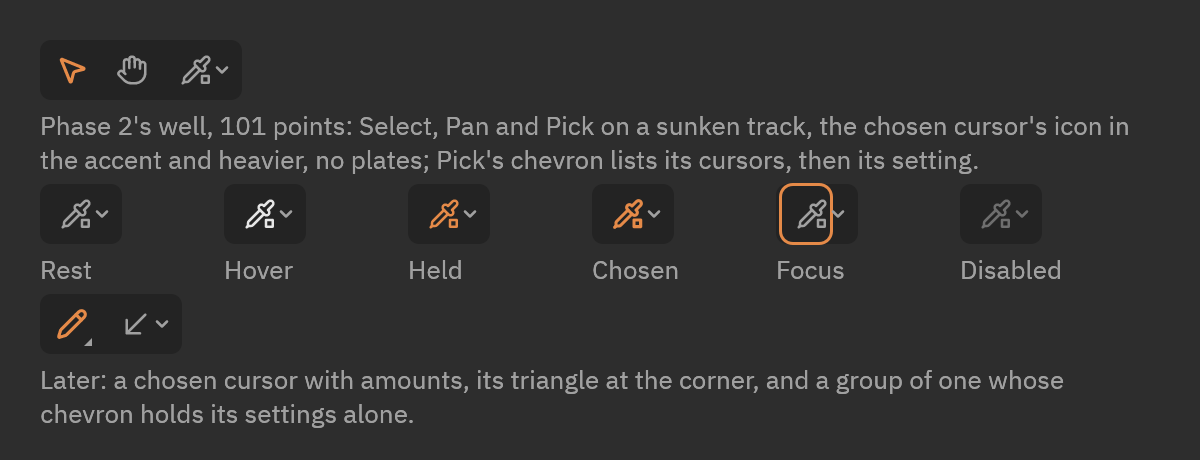 Phase 2's well, 101 points: Select, Pan and Pick on a sunken track, the chosen cursor's icon in
the accent and heavier, no plates; Pick's chevron lists its cursors, then its setting.
Rest
Hover
Held
Chosen
Focus
Disabled
Later: a chosen cursor with amounts, its triangle at the corner, and a group of one whose
chevron holds its settings alone.